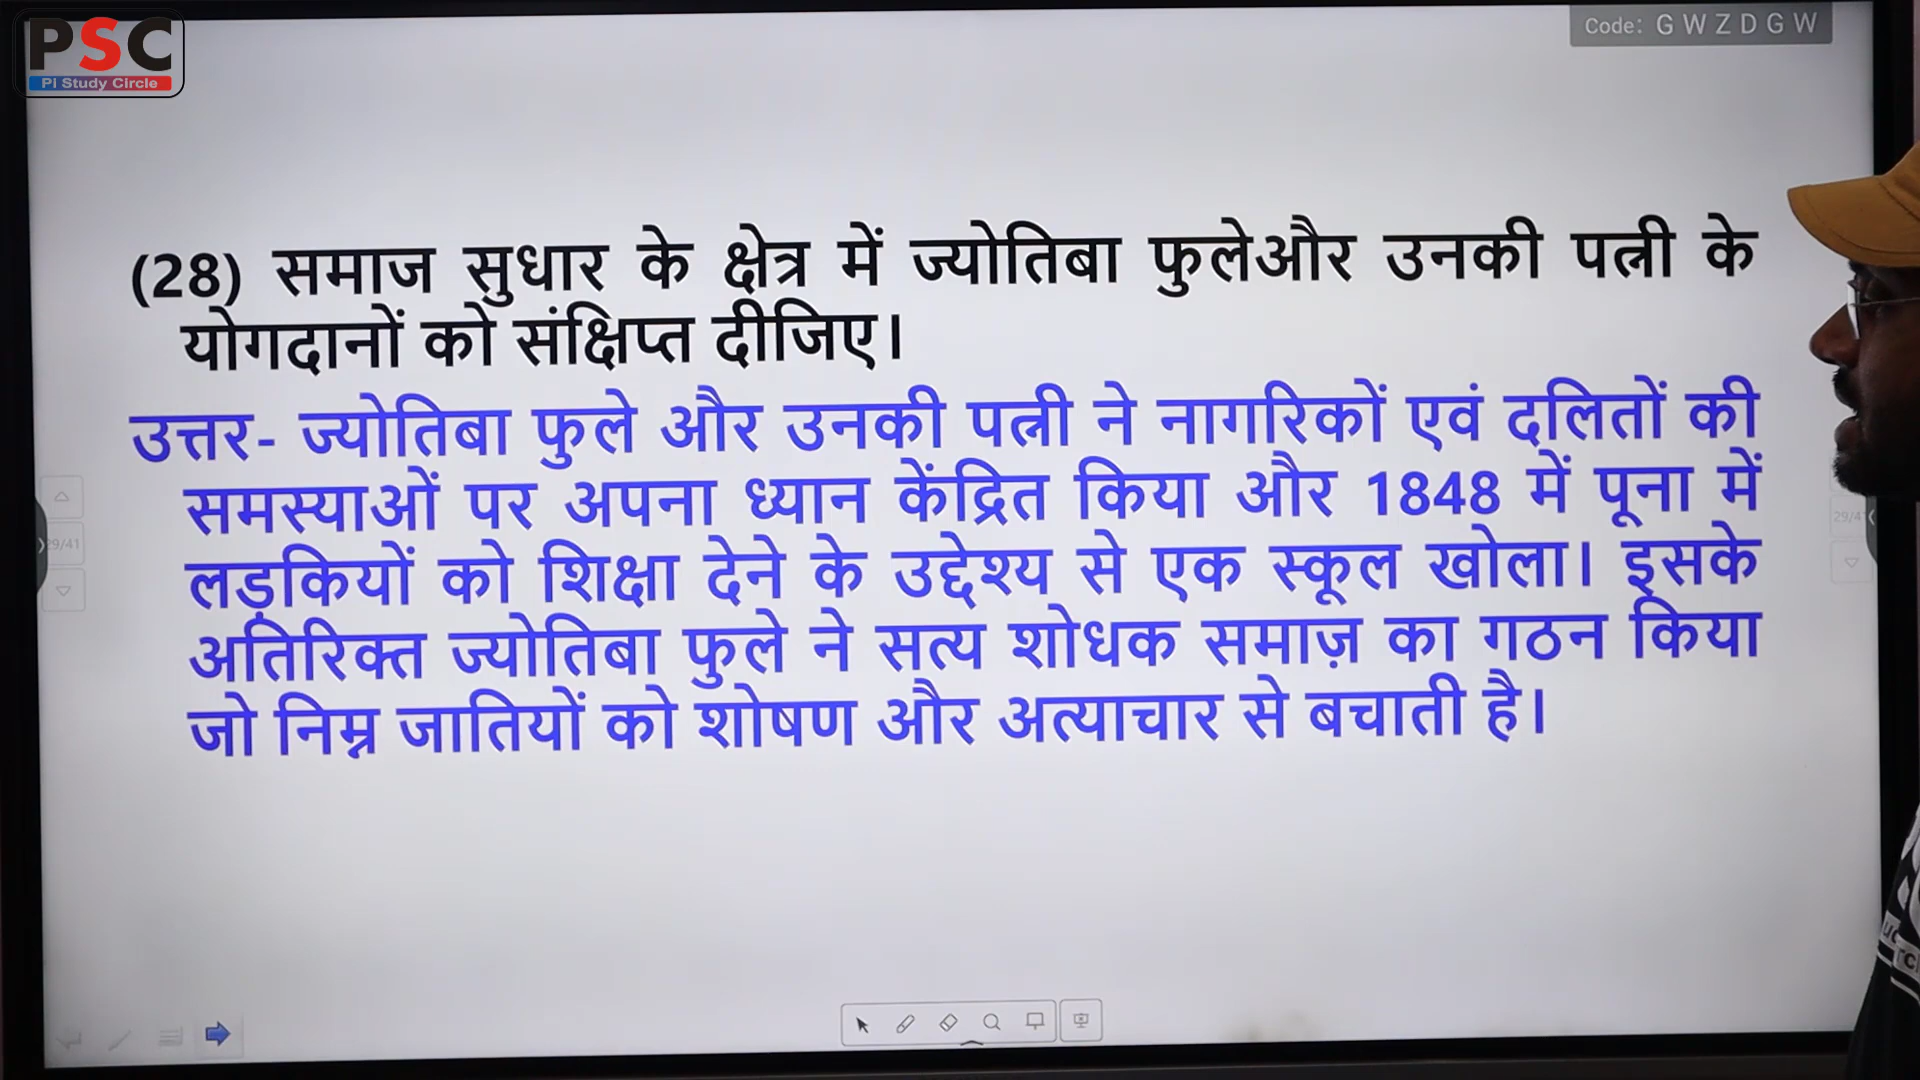 PSC
Pi Study Circle
Code: GWZDGW
(28) समाज सुधार के क्षेत्र में ज्योतिबा फुलेऔर उनकी पत्नी के
योगदानों को संक्षिप्त दीजिए।
उत्तर- ज्योतिबा फुले और उनकी पत्नी ने नागरिकों एवं दलितों की
समस्याओं पर अपना ध्यान केंद्रित किया और 1848 में पूना में
लड़कियों को शिक्षा देने के उद्देश्य से एक स्कूल खोला। इसके
अतिरिक्त ज्योतिबा फुले ने सत्य शोधक समाज़ का गठन किया
जो निम्न जातियों को शोषण और अत्याचार से बचाती है।
29/41